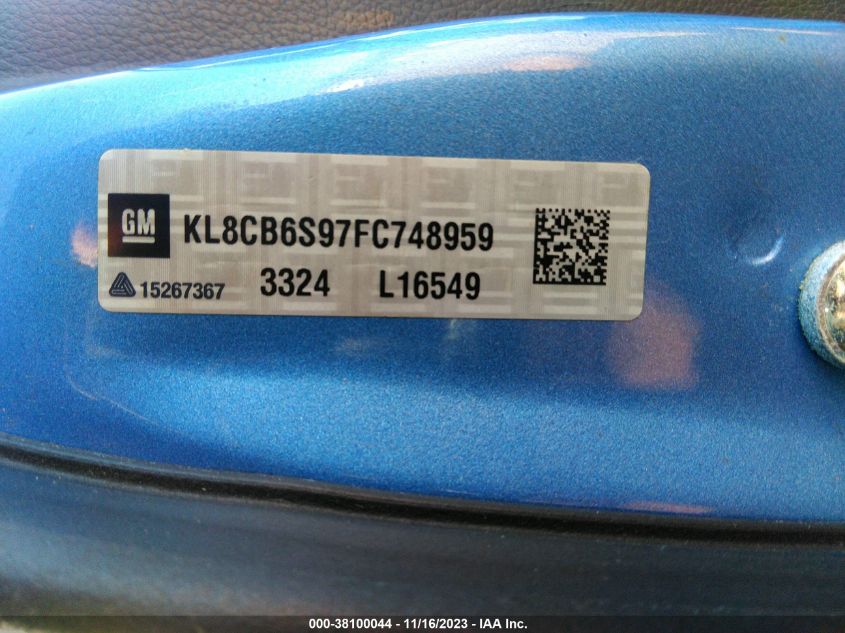 GM KL8CB6S97FC748959
15267367 3324 L16549
000-38100044 - 11/16/2023 - IAA Inc.